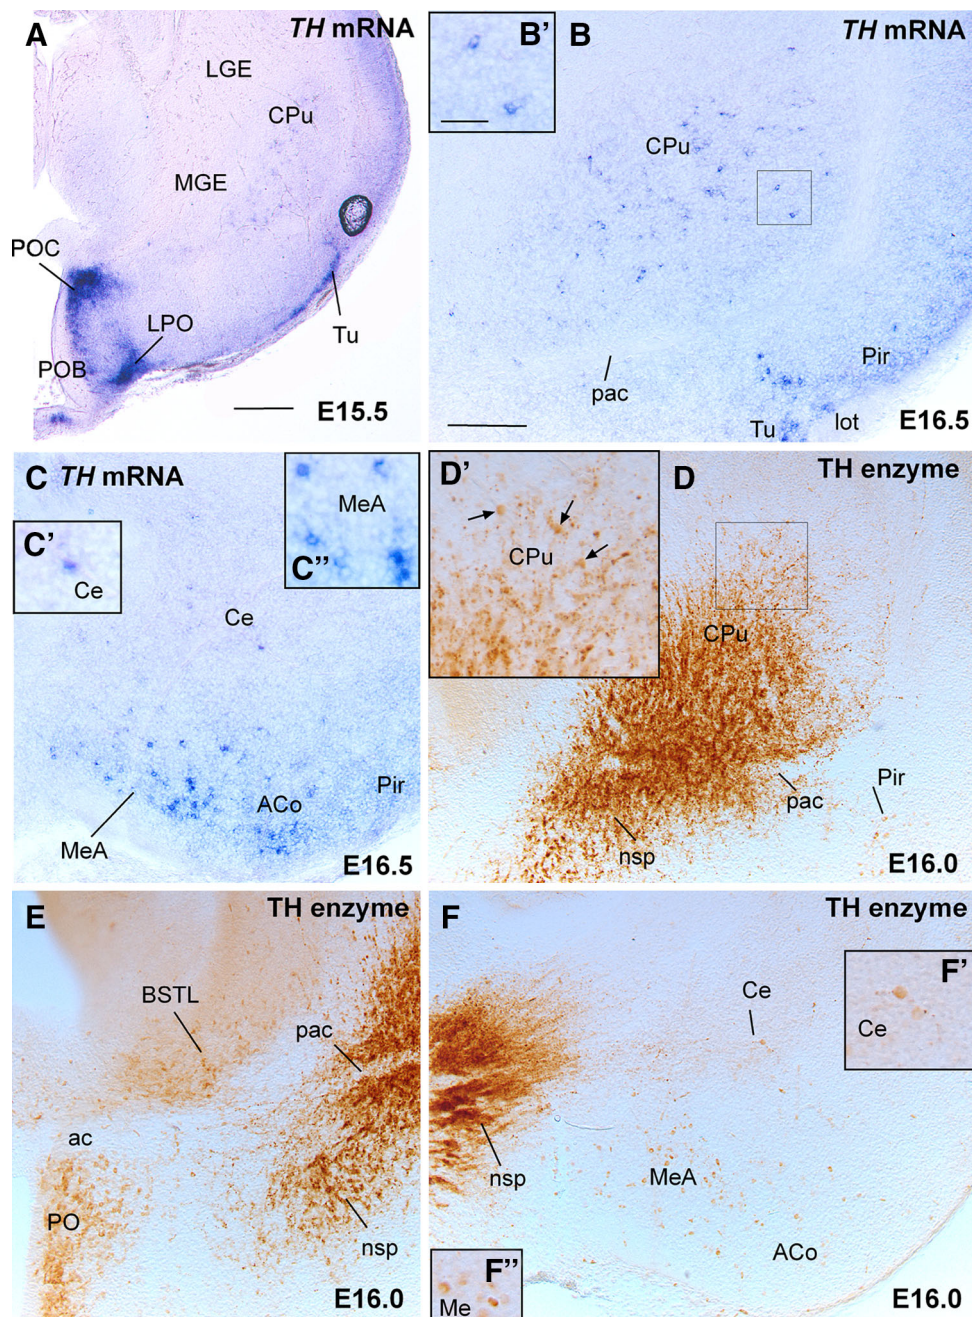 A
TH mRNA
LGE
CPu
MGE
POC
LPO
Tu
POB
E15.5
B’
B
TH mRNA
CPu
Pir
pac
Tu
lot
E16.5
C
TH mRNA
MeA
C’’
C’
Ce
Ce
Pir
ACo
MeA
E16.5
D’
D
TH enzyme
CPu
CPu
pac
Pir
nsp
E16.0
E
TH enzyme
BSTL
pac
ac
PO
nsp
E16.0
F
TH enzyme
F’
Ce
Ce
nsp
MeA
ACo
F’’
Me
E16.0